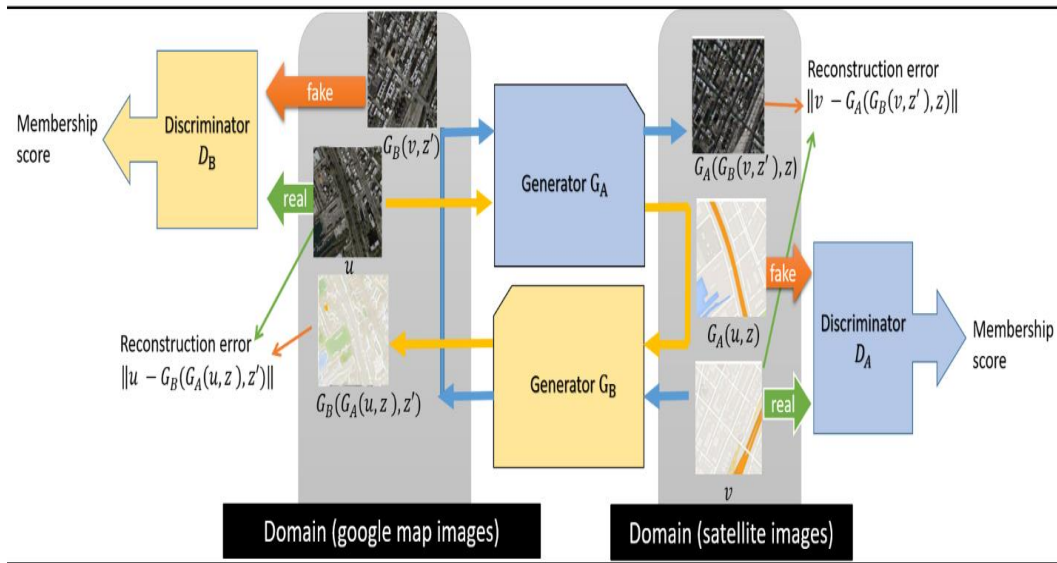 Membership
score
Discriminator
D_B
fake
real
G_B(v, z′)
u
G_B(G_A(u, z), z′)
Reconstruction error
‖u − G_B(G_A(u, z), z′)‖
Generator G_A
Generator G_B
G_A(G_B(v, z′), z)
G_A(u, z)
v
Reconstruction error
‖v − G_A(G_B(v, z′), z)‖
fake
real
Discriminator
D_A
Membership
score
Domain (google map images)
Domain (satellite images)